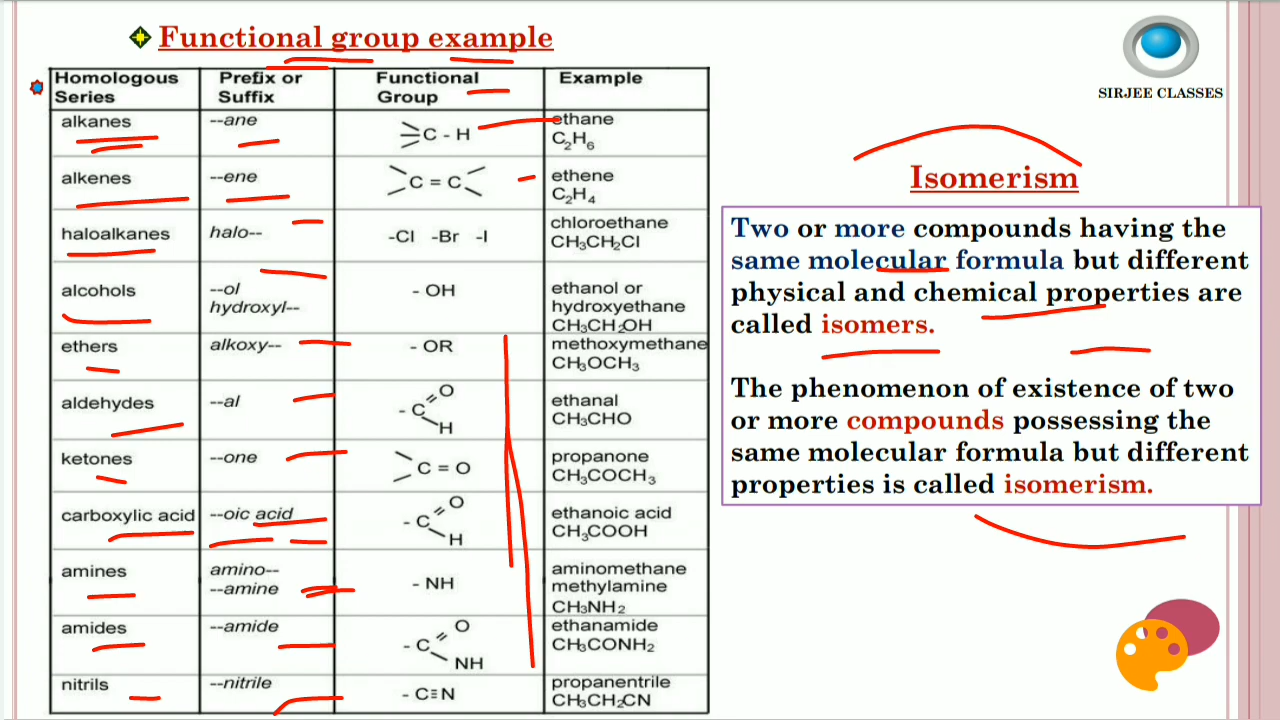 Functional group example
Homologous Series
Prefix or Suffix
Functional Group
Example
alkanes
--ane
C - H
ethane
C₂H₆
alkenes
--ene
C = C
ethene
C₂H₄
haloalkanes
halo--
-Cl -Br -I
chloroethane
CH₃CH₂Cl
alcohols
--ol
hydroxyl--
- OH
ethanol or
hydroxyethane
CH₃CH₂OH
ethers
alkoxy--
- OR
methoxymethane
CH₃OCH₃
aldehydes
--al
O
- C
H
ethanal
CH₃CHO
ketones
--one
C = O
propanone
CH₃COCH₃
carboxylic acid
--oic acid
O
- C
H
ethanoic acid
CH₃COOH
amines
amino--
--amine
- NH
aminomethane
methylamine
CH₃NH₂
amides
--amide
O
- C
NH
ethanamide
CH₃CONH₂
nitrils
--nitrile
- C≡N
propanentrile
CH₃CH₂CN
SIRJEE CLASSES
Isomerism
Two or more compounds having the
same molecular formula but different
physical and chemical properties are
called isomers.
The phenomenon of existence of two
or more compounds possessing the
same molecular formula but different
properties is called isomerism.